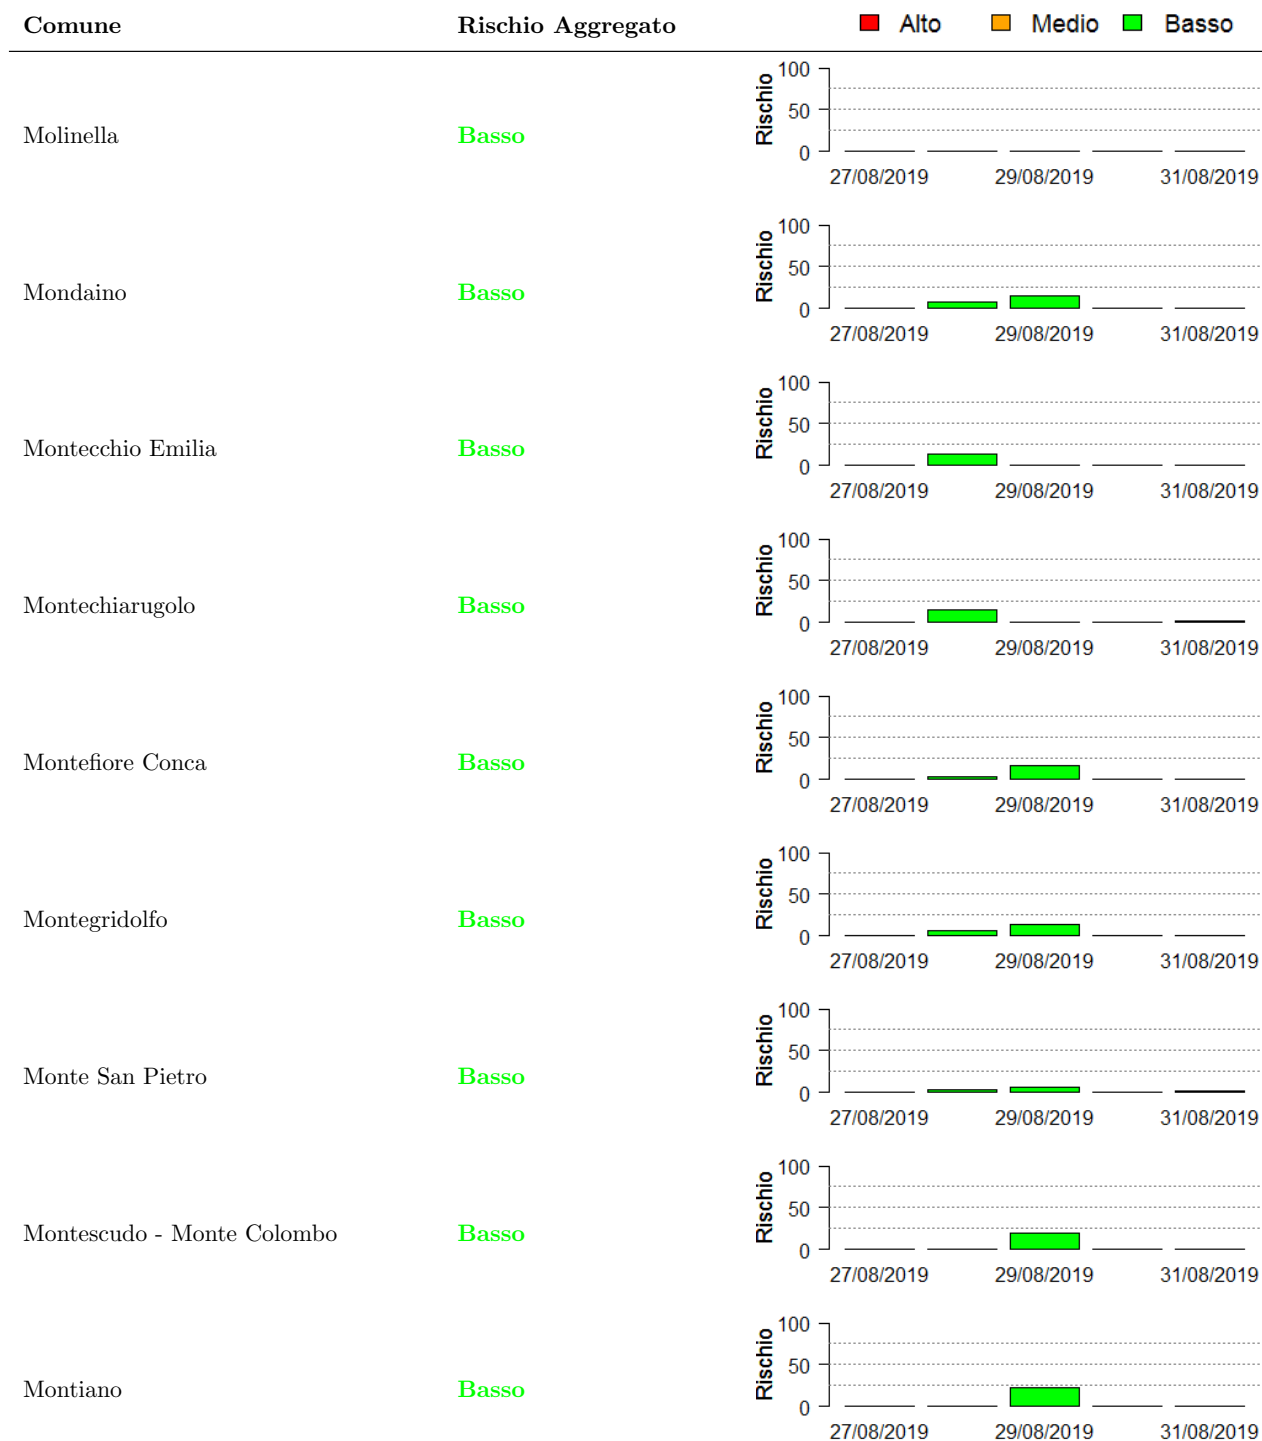 Comune Rischio Aggregato Alto Medio Basso
Molinella Basso Rischio 100 50 0
27/08/2019 29/08/2019 31/08/2019
Mondaino Basso Rischio 100 50 0
27/08/2019 29/08/2019 31/08/2019
Montecchio Emilia Basso Rischio 100 50 0
27/08/2019 29/08/2019 31/08/2019
Montechiarugolo Basso Rischio 100 50 0
27/08/2019 29/08/2019 31/08/2019
Montefiore Conca Basso Rischio 100 50 0
27/08/2019 29/08/2019 31/08/2019
Montegridolfo Basso Rischio 100 50 0
27/08/2019 29/08/2019 31/08/2019
Monte San Pietro Basso Rischio 100 50 0
27/08/2019 29/08/2019 31/08/2019
Montescudo - Monte Colombo Basso Rischio 100 50 0
27/08/2019 29/08/2019 31/08/2019
Montiano Basso Rischio 100 50 0
27/08/2019 29/08/2019 31/08/2019